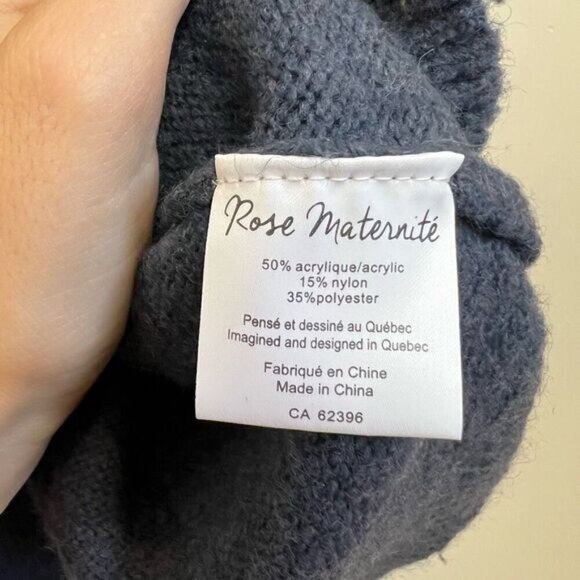 Rose Maternité
50% acrylique/acrylic
15% nylon
35%polyester
Pensé et dessiné au Québec
Imagined and designed in Quebec
Fabriqué en Chine
Made in China
CA 62396